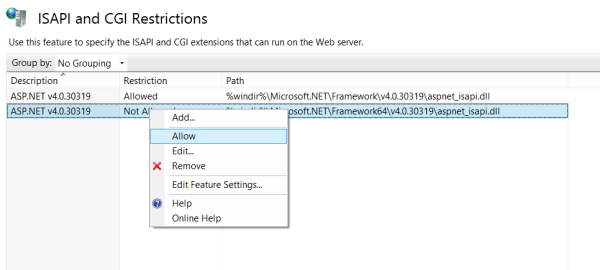 ISAPI and CGI Restrictions
Use this feature to specify the ISAPI and CGI extensions that can run on the Web server.
Group by: No Grouping
Description Restriction Path
ASP.NET v4.0.30319 Allowed %windir%\Microsoft.NET\Framework\v4.0.30319\aspnet_isapi.dll
ASP.NET v4.0.30319 Not \Microsoft.NET\Framework64\v4.0.30319\aspnet_isapi.dll
Add...
Allow
Edit...
Remove
Edit Feature Settings...
Help
Online Help